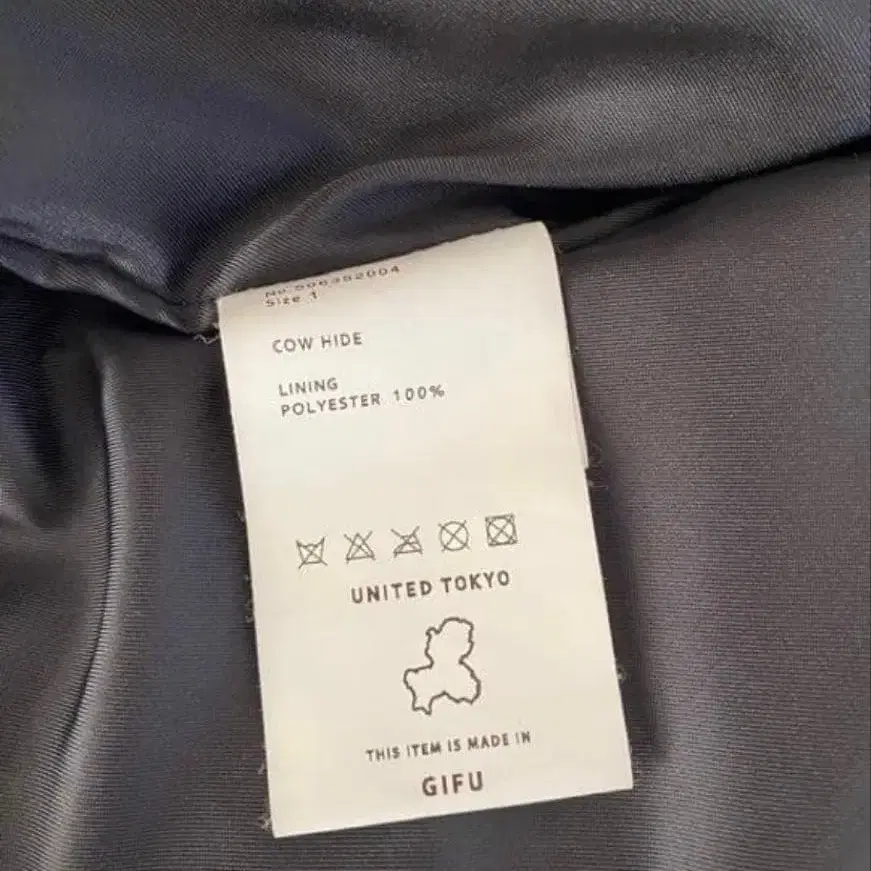 Size 1
COW HIDE
LINING
POLYESTER 100%
UNITED TOKYO
THIS ITEM IS MADE IN
GIFU